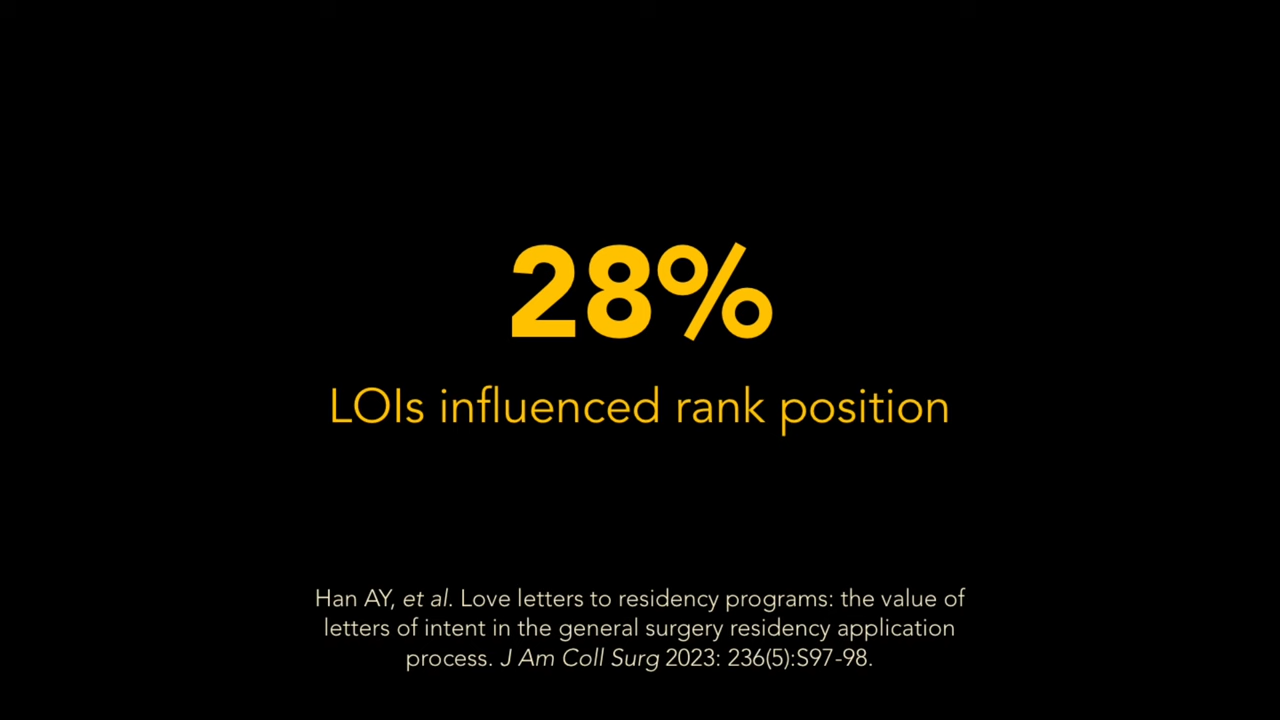 28%
LOIs influenced rank position
Han AY, et al. Love letters to residency programs: the value of
letters of intent in the general surgery residency application
process. J Am Coll Surg 2023: 236(5):S97-98.